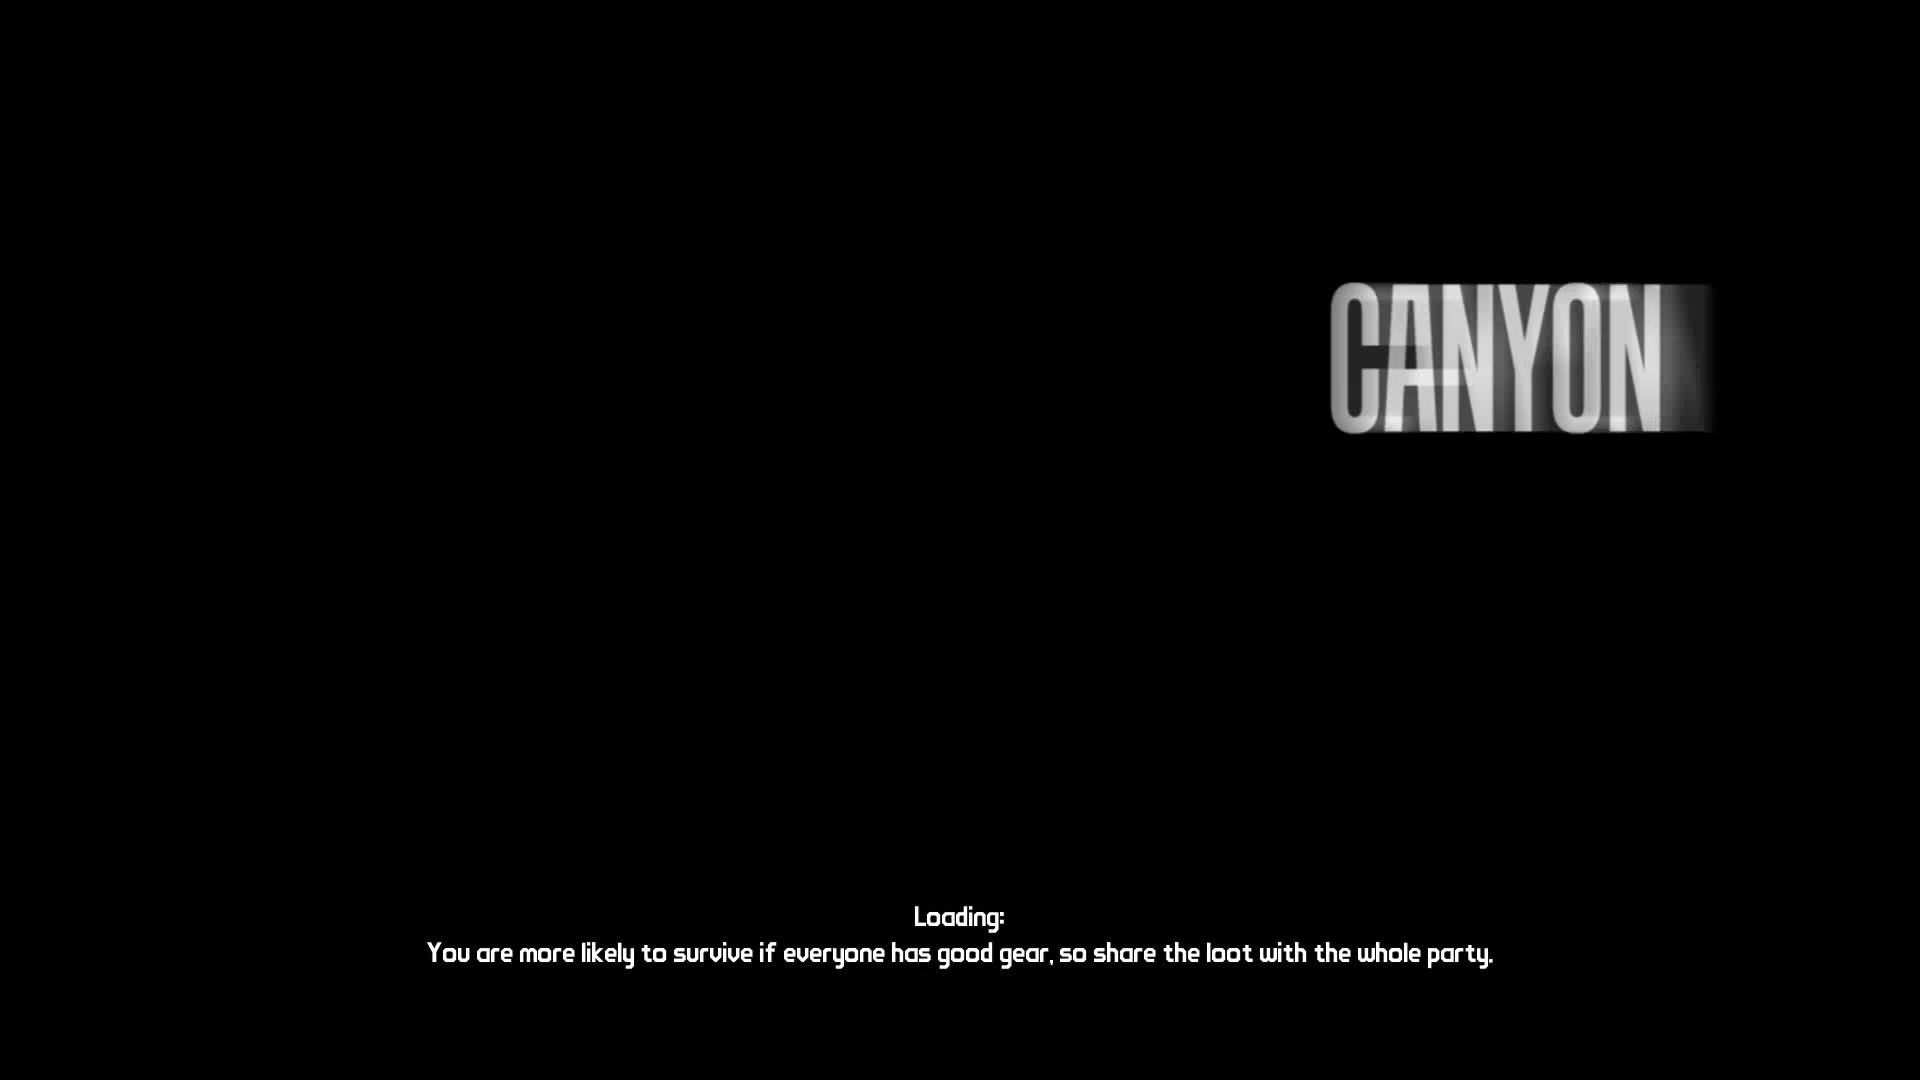 CANYON
Loading:
You are more likely to survive if everyone has good gear, so share the loot with the whole party.